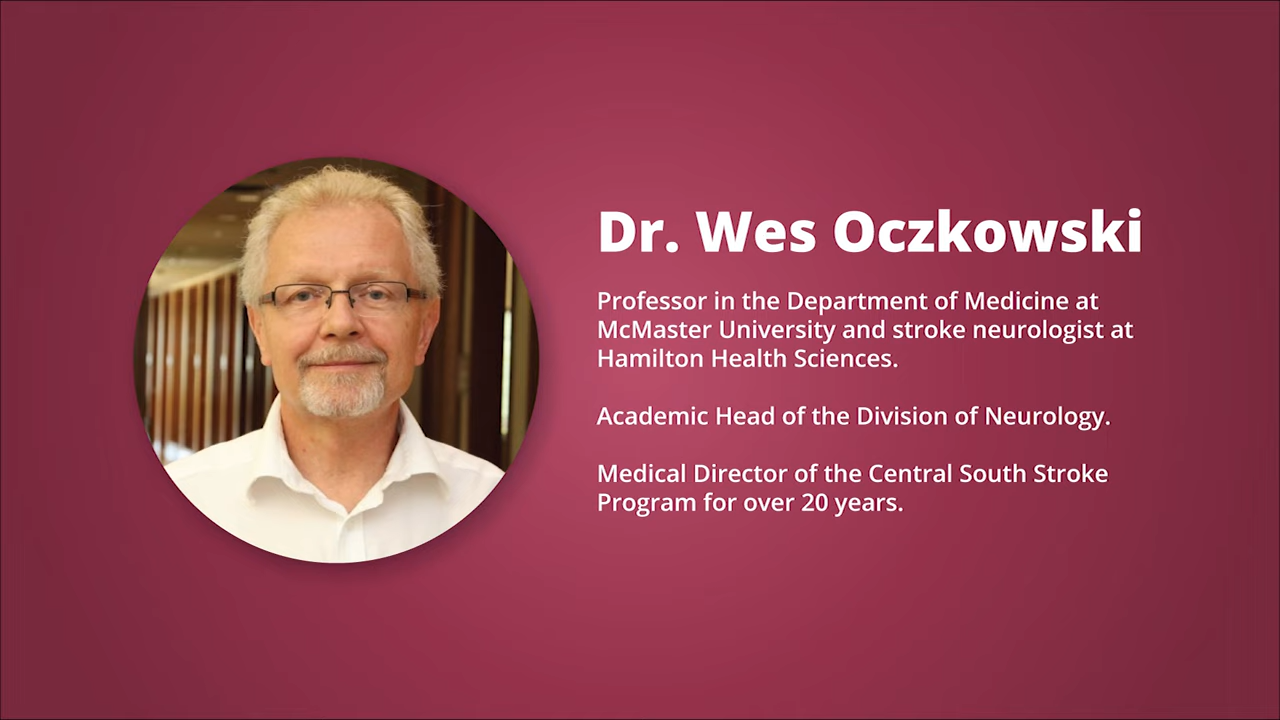 Dr. Wes Oczkowski
Professor in the Department of Medicine at
McMaster University and stroke neurologist at
Hamilton Health Sciences.
Academic Head of the Division of Neurology.
Medical Director of the Central South Stroke
Program for over 20 years.